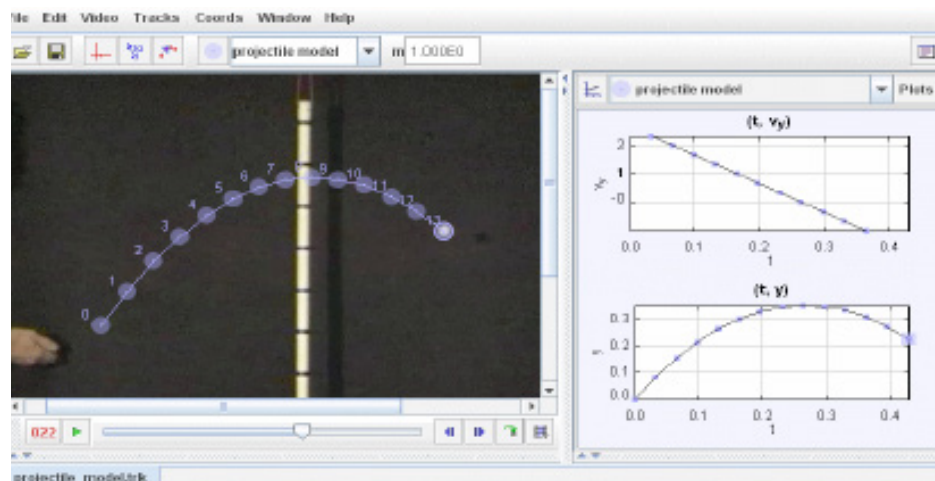 ile Edit Video Tracks Coords Window Help
projectile model m 1.000E0
projectile model Plots
(t, vy)
2
1
-0
vy
0.0 0.1 0.2 0.3 0.4
t
(t, y)
0.3
0.2
0.1
0.0
y
0.0 0.1 0.2 0.3 0.4
t
0
1
2
3
4
5
6
7
9
10
11
12
13
022
projectile_model.trk